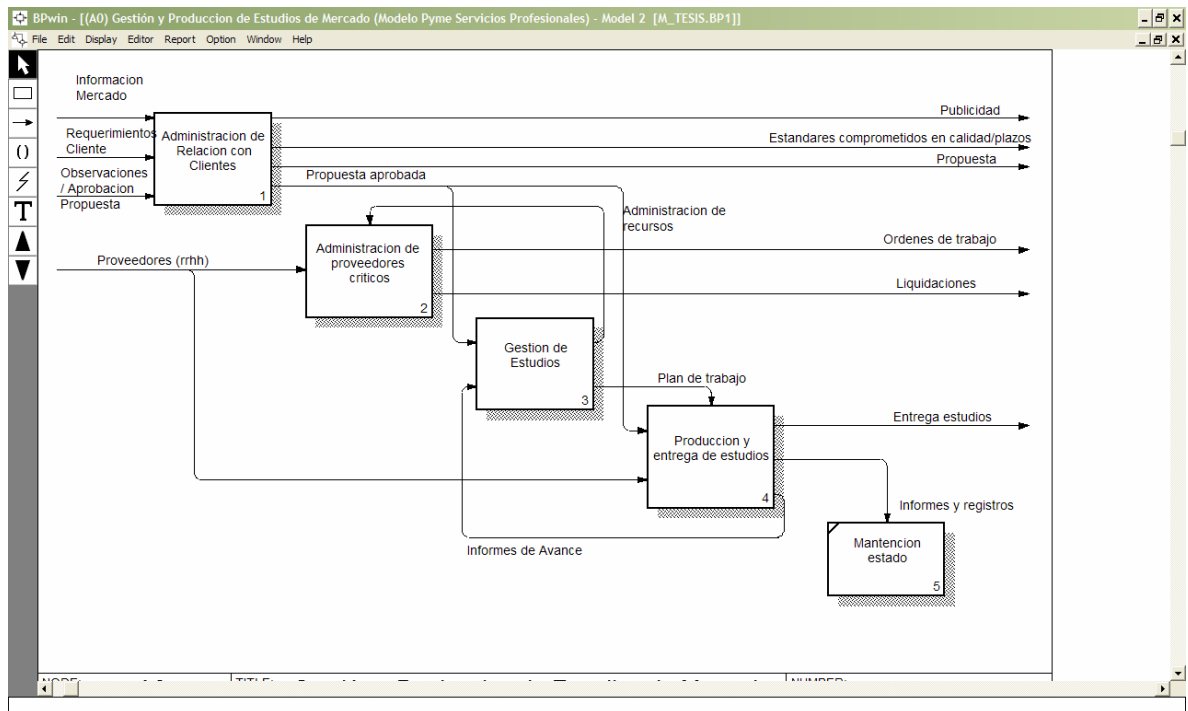 BPwin - [(A0) Gestión y Produccion de Estudios de Mercado (Modelo Pyme Servicios Profesionales) - Model 2 [M_TESIS.BP1]]
File Edit Display Editor Report Option Window Help
Informacion
Mercado
Publicidad
Requerimientos
Cliente
Administracion de
Relacion con
Clientes
1
Estandares comprometidos en calidad/plazos
Propuesta
Observaciones
/ Aprobacion
Propuesta
Propuesta aprobada
Administracion de
recursos
Ordenes de trabajo
Proveedores (rrhh)
Administracion de
proveedores
criticos
2
Liquidaciones
Gestion de
Estudios
3
Plan de trabajo
Entrega estudios
Produccion y
entrega de estudios
4
Informes y registros
Informes de Avance
Mantencion
estado
5
NODE:
TITLE:
NUMBER: